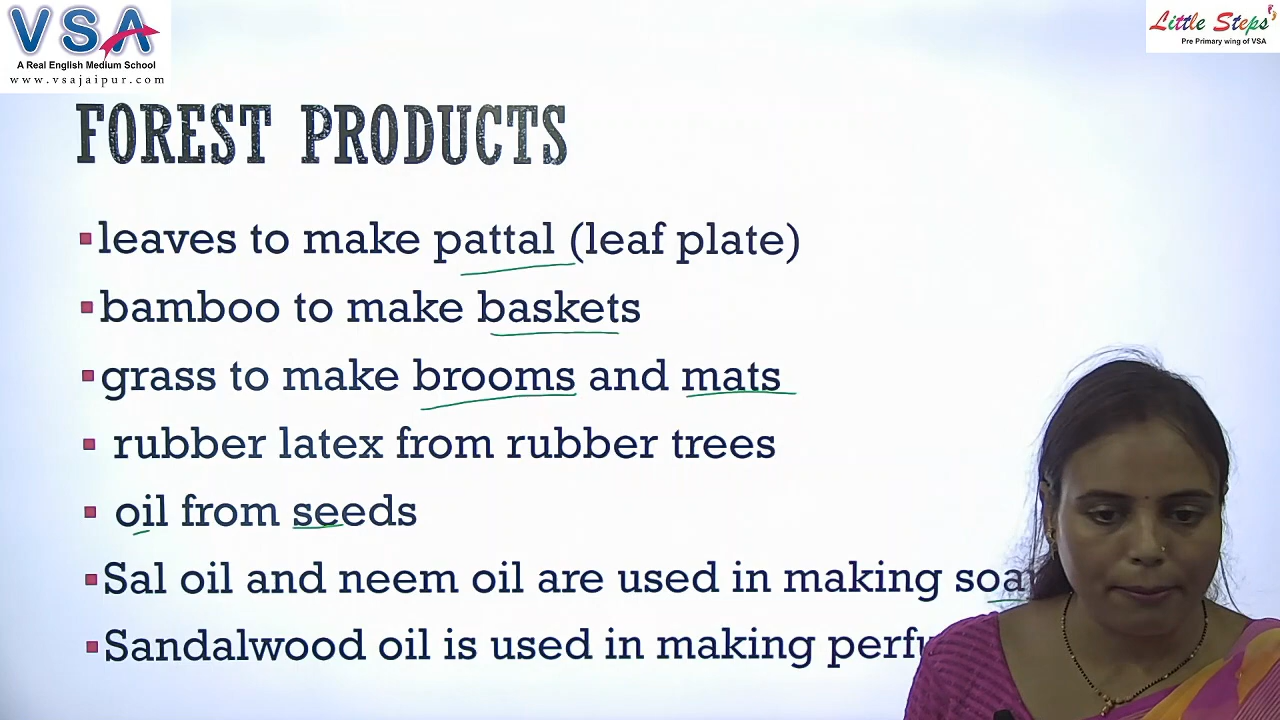 VSA
A Real English Medium School
www.vsajaipur.com
Little Steps
Pre Primary wing of VSA
FOREST PRODUCTS
▪leaves to make pattal (leaf plate)
▪bamboo to make baskets
▪grass to make brooms and mats
▪ rubber latex from rubber trees
▪ oil from seeds
▪Sal oil and neem oil are used in making
▪Sandalwood oil is used in making